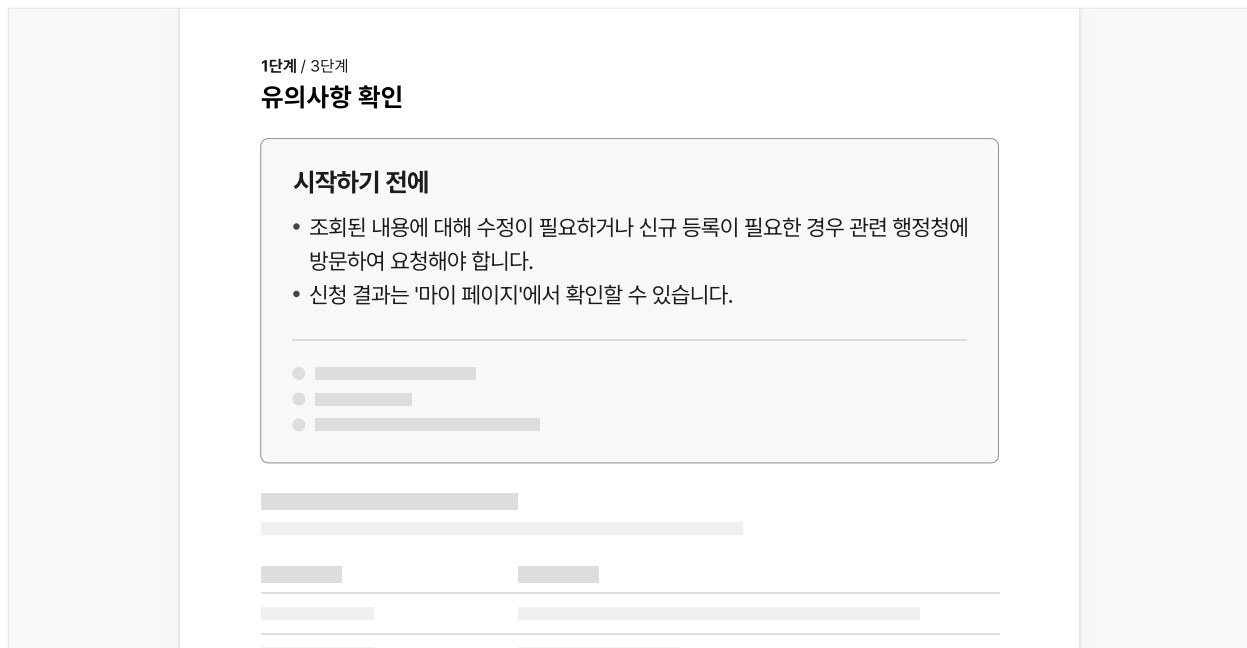 1단계 / 3단계
유의사항 확인
시작하기 전에
• 조회된 내용에 대해 수정이 필요하거나 신규 등록이 필요한 경우 관련 행정청에
방문하여 요청해야 합니다.
• 신청 결과는 '마이 페이지'에서 확인할 수 있습니다.